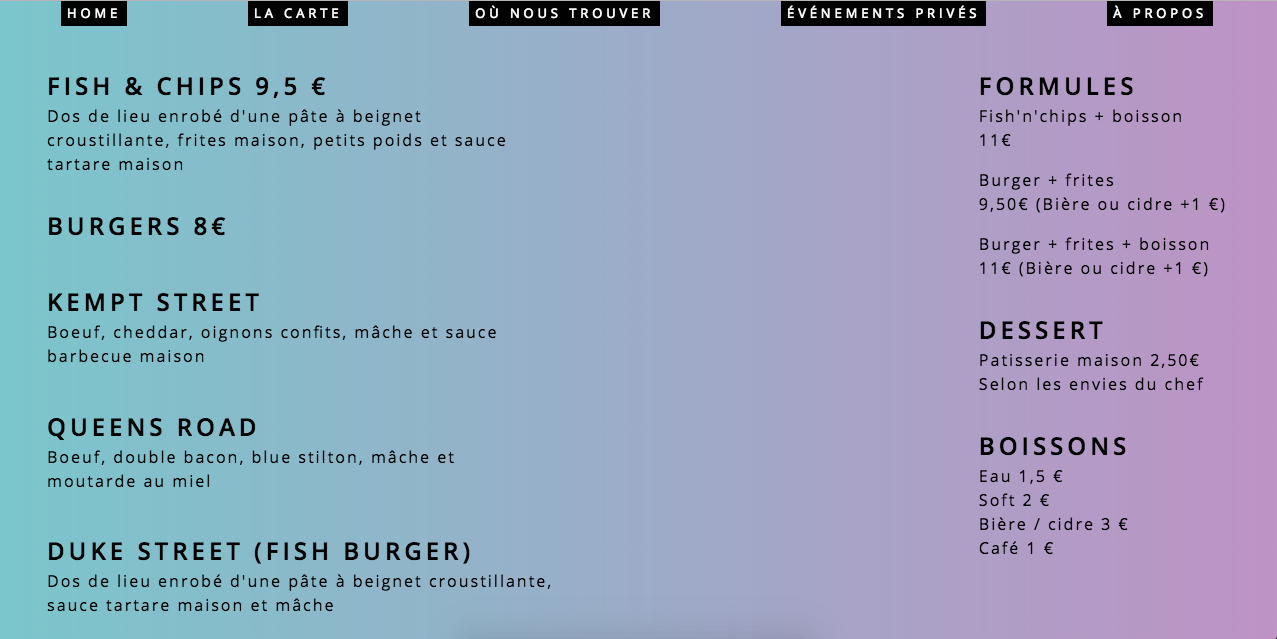 HOME
LA CARTE
OÙ NOUS TROUVER
ÉVÉNEMENTS PRIVÉS
À PROPOS
FISH & CHIPS 9,5 €
Dos de lieu enrobé d'une pâte à beignet
croustillante, frites maison, petits poids et sauce
tartare maison
BURGERS 8€
KEMPT STREET
Boeuf, cheddar, oignons confits, mâche et sauce
barbecue maison
QUEENS ROAD
Boeuf, double bacon, blue stilton, mâche et
moutarde au miel
DUKE STREET (FISH BURGER)
Dos de lieu enrobé d'une pâte à beignet croustillante,
sauce tartare maison et mâche
FORMULES
Fish'n'chips + boisson
11€
Burger + frites
9,50€ (Bière ou cidre +1 €)
Burger + frites + boisson
11€ (Bière ou cidre +1 €)
DESSERT
Patisserie maison 2,50€
Selon les envies du chef
BOISSONS
Eau 1,5 €
Soft 2 €
Bière / cidre 3 €
Café 1 €